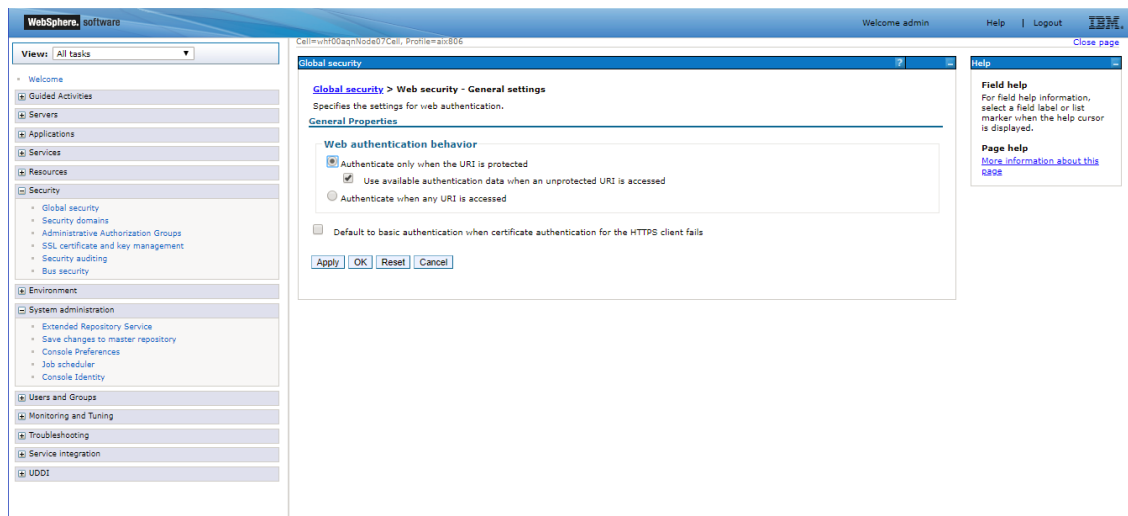 WebSphere. software
Welcome admin
Help | Logout
IBM.
View: All tasks
Welcome
Guided Activities
Servers
Applications
Services
Resources
Security
Global security
Security domains
Administrative Authorization Groups
SSL certificate and key management
Security auditing
Bus security
Environment
System administration
Extended Repository Service
Save changes to master repository
Console Preferences
Job scheduler
Console Identity
Users and Groups
Monitoring and Tuning
Troubleshooting
Service integration
UDDI
Cell=whf00aqnNode07Cell, Profile=aix806
Close page
Global security
?
Global security > Web security - General settings
Specifies the settings for web authentication.
General Properties
Web authentication behavior
Authenticate only when the URI is protected
Use available authentication data when an unprotected URI is accessed
Authenticate when any URI is accessed
Default to basic authentication when certificate authentication for the HTTPS client fails
Apply OK Reset Cancel
Help
Field help
For field help information,
select a field label or list
marker when the help cursor
is displayed.
Page help
More information about this
page